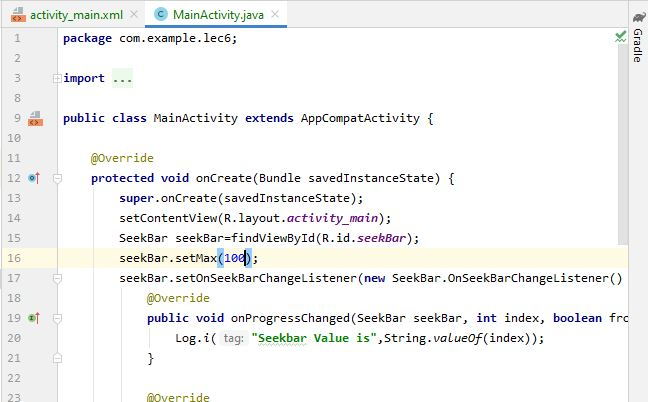 activity_main.xml MainActivity.java
1 package com.example.lec6;
2
3 import ...
8
9 public class MainActivity extends AppCompatActivity {
10
11 @Override
12 protected void onCreate(Bundle savedInstanceState) {
13 super.onCreate(savedInstanceState);
14 setContentView(R.layout.activity_main);
15 SeekBar seekBar=findViewById(R.id.seekBar);
16 seekBar.setMax(100);
17 seekBar.setOnSeekBarChangeListener(new SeekBar.OnSeekBarChangeListener()
18 @Override
19 public void onProgressChanged(SeekBar seekBar, int index, boolean fro
20 Log.i( tag: "Seekbar Value is",String.valueOf(index));
21 }
22
23 @Override
Gradle